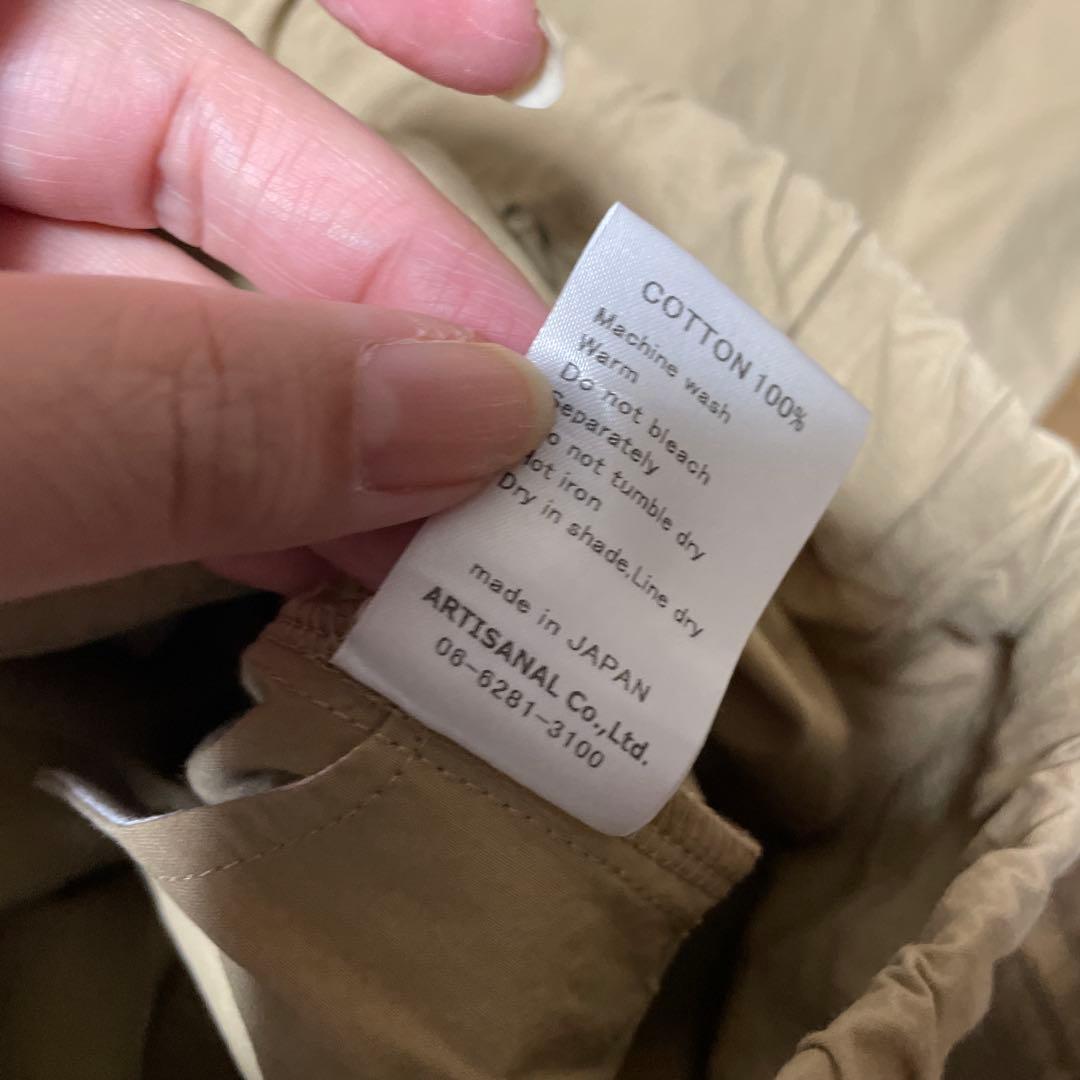 COTTON 100%
Machine wash
Warm
Do not bleach
Separately
o not tumble dry
ot iron
Dry in shade,Line dry
made in JAPAN
ARTISANAL Co.,Ltd.
06-6281-3100